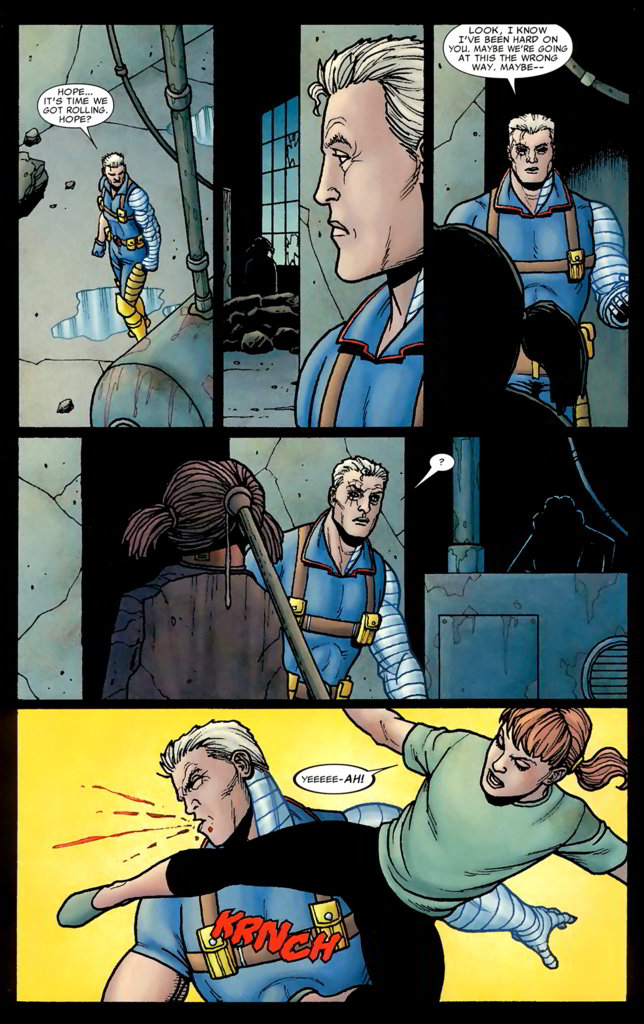 HOPE...
IT'S TIME WE
GOT ROLLING.
HOPE?
LOOK, I KNOW
I'VE BEEN HARD ON
YOU. MAYBE WE'RE GOING
AT THIS THE WRONG
WAY. MAYBE--
?
YEEEEE-AH!
KRNCH